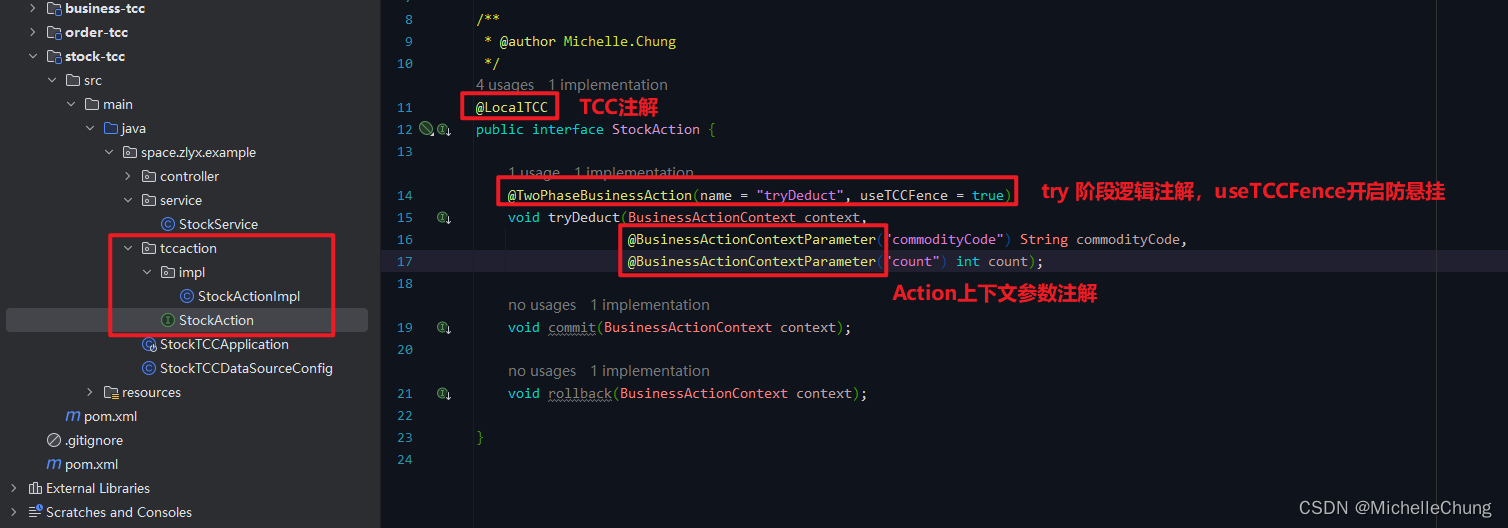 business-tcc
order-tcc
stock-tcc
src
main
java
space.zlyx.example
controller
service
StockService
tccaction
impl
StockActionImpl
StockAction
StockTCCApplication
StockTCCDataSourceConfig
resources
pom.xml
.gitignore
pom.xml
External Libraries
Scratches and Consoles
8 /**
9 * @author Michelle.Chung
10 */
4 usages 1 implementation
11 @LocalTCC TCC注解
12 public interface StockAction {
13
1 usage 1 implementation
14 @TwoPhaseBusinessAction(name = "tryDeduct", useTCCFence = true) try 阶段逻辑注解，useTCCFence开启防悬挂
15 void tryDeduct(BusinessActionContext context,
16 @BusinessActionContextParameter("commodityCode") String commodityCode,
17 @BusinessActionContextParameter("count") int count);
18 Action上下文参数注解
no usages 1 implementation
19 void commit(BusinessActionContext context);
20
no usages 1 implementation
21 void rollback(BusinessActionContext context);
22
23 }
24
CSDN @MichelleChung